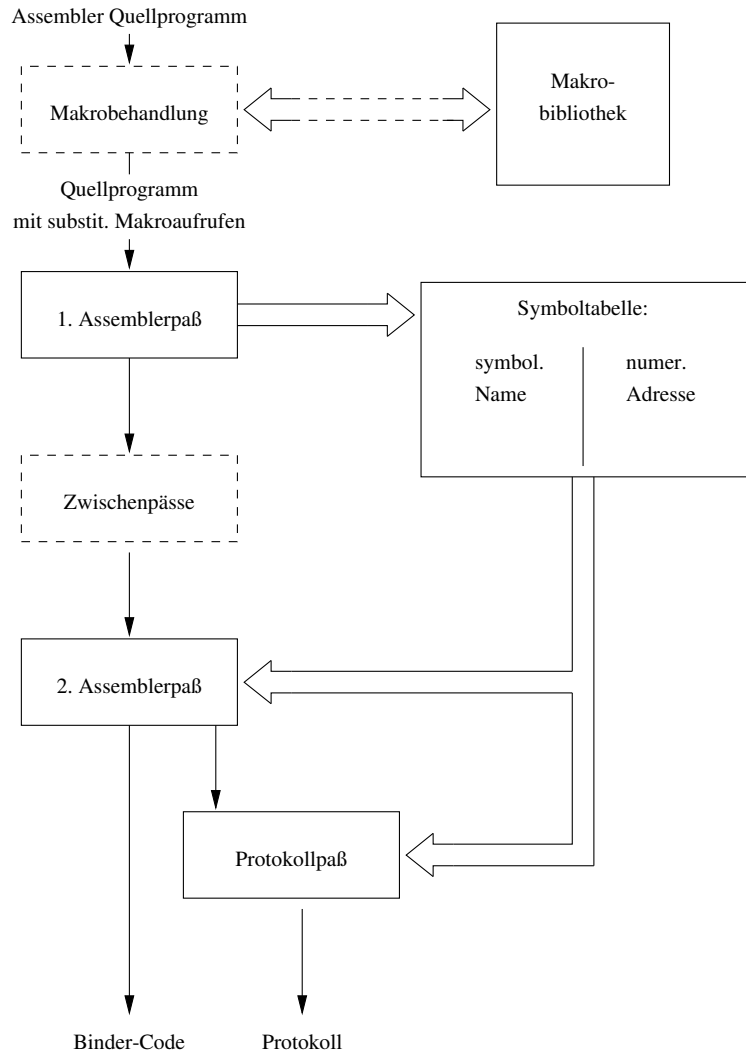 Assembler Quellprogramm
Makrobehandlung
Makro-
bibliothek
Quellprogramm
mit substit. Makroaufrufen
1. Assemblerpaß
Symboltabelle:
symbol.
Name
numer.
Adresse
Zwischenpässe
2. Assemblerpaß
Protokollpaß
Binder-Code
Protokoll